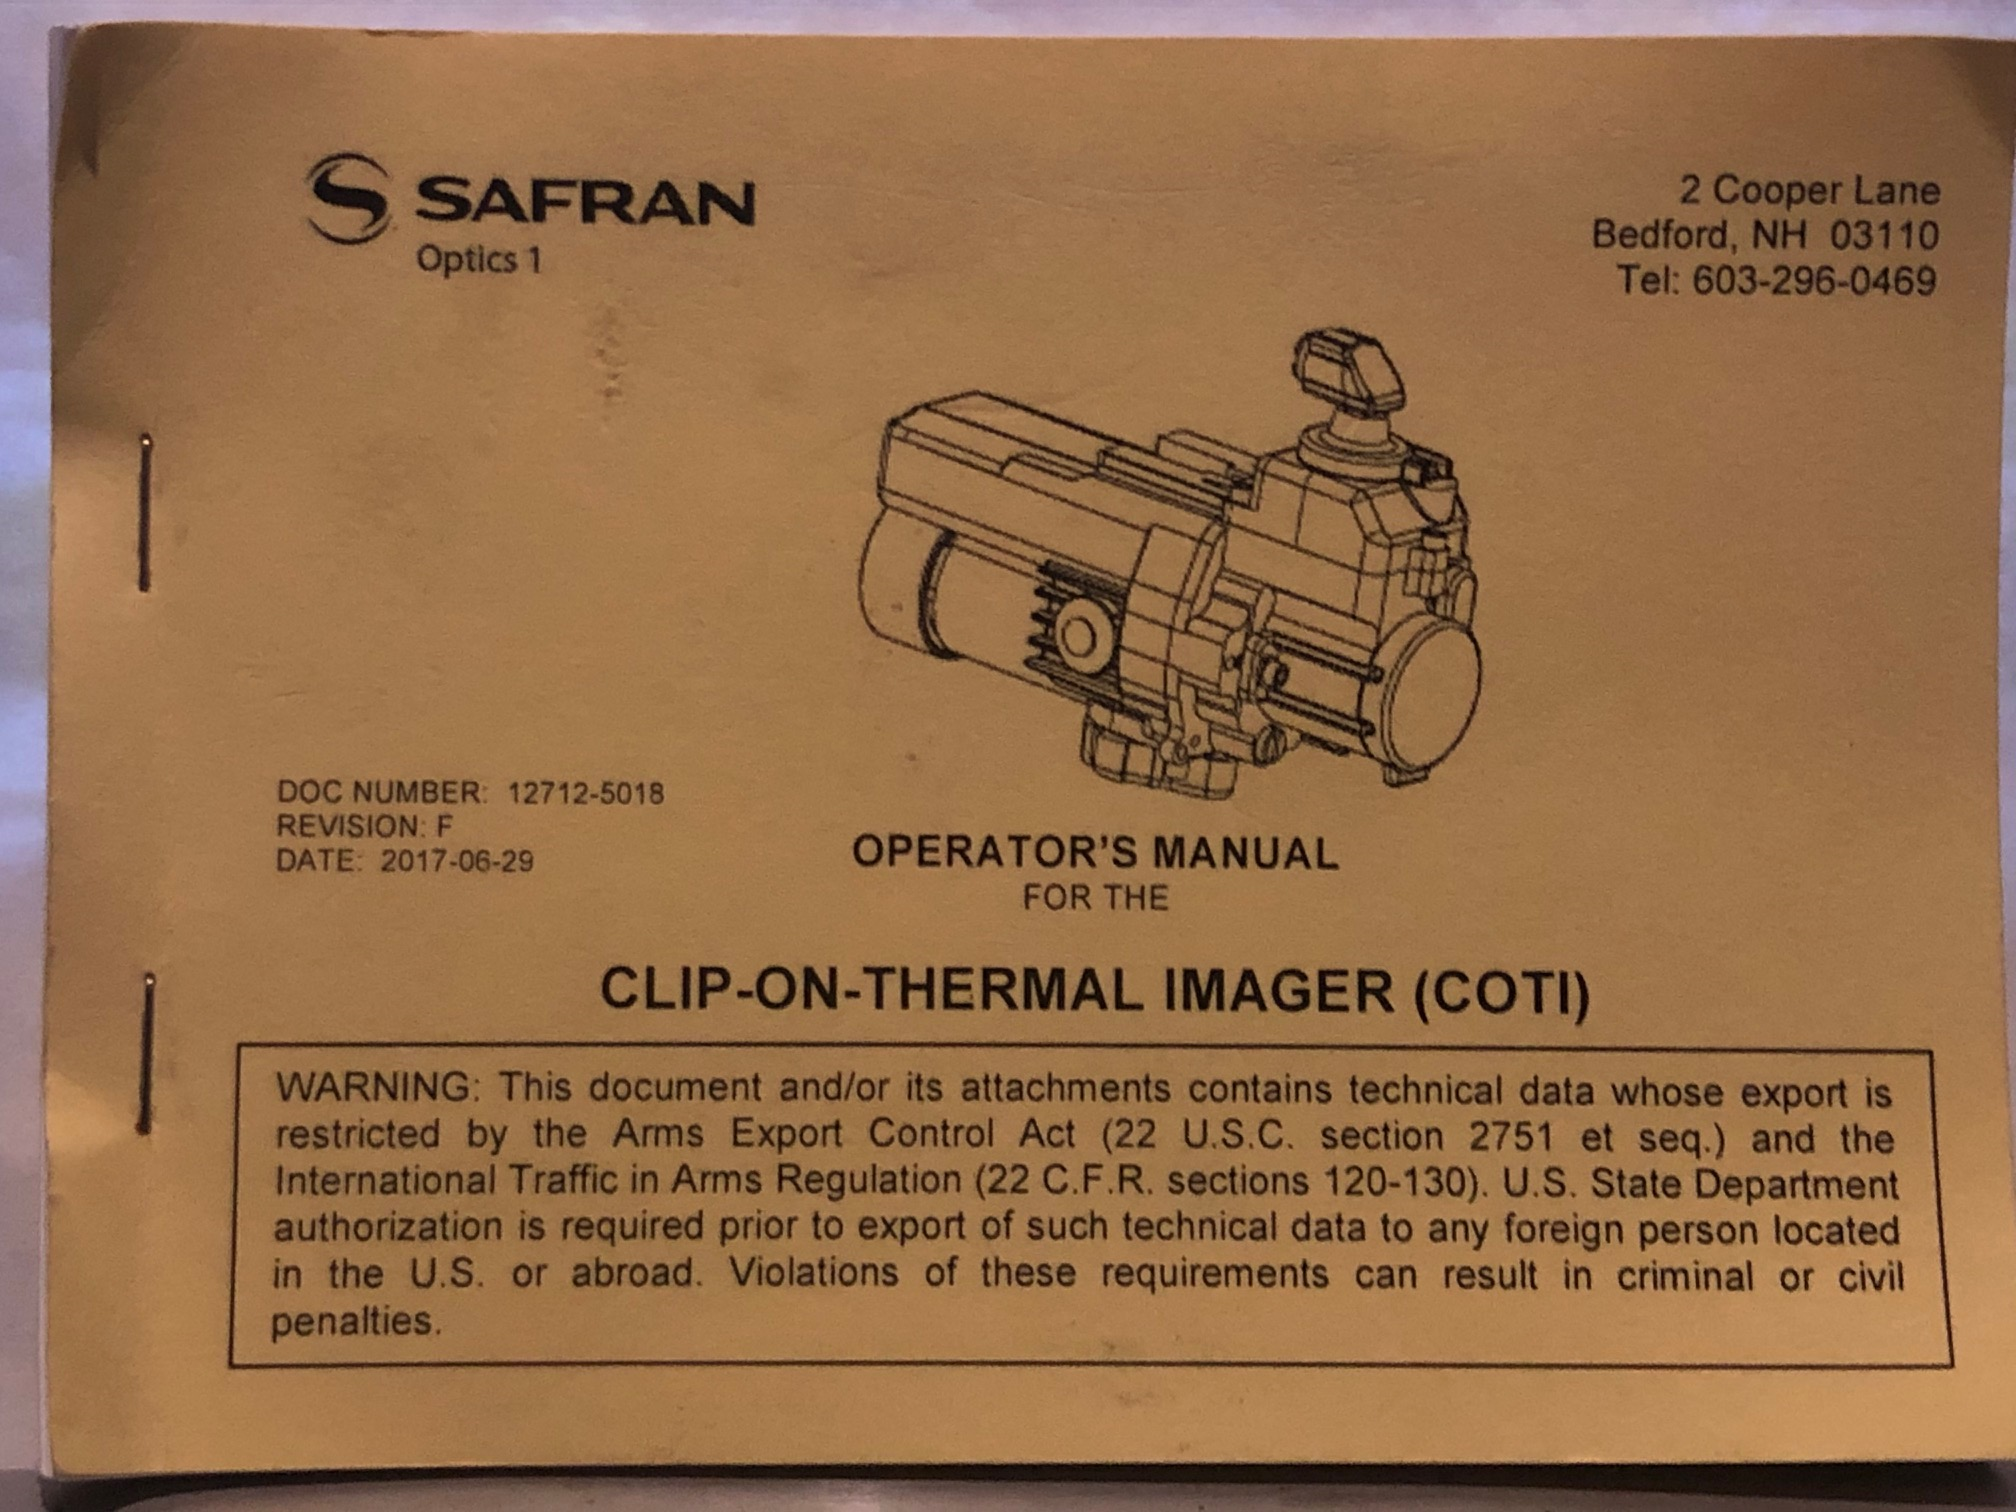 SAFRAN
Optics 1
2 Cooper Lane
Bedford, NH 03110
Tel: 603-296-0469
DOC NUMBER: 12712-5018
REVISION: F
DATE: 2017-06-29
OPERATOR'S MANUAL
FOR THE
CLIP-ON-THERMAL IMAGER (COTI)
WARNING: This document and/or its attachments contains technical data whose export is
restricted by the Arms Export Control Act (22 U.S.C. section 2751 et seq.) and the
International Traffic in Arms Regulation (22 C.F.R. sections 120-130). U.S. State Department
authorization is required prior to export of such technical data to any foreign person located
in the U.S. or abroad. Violations of these requirements can result in criminal or civil
penalties.